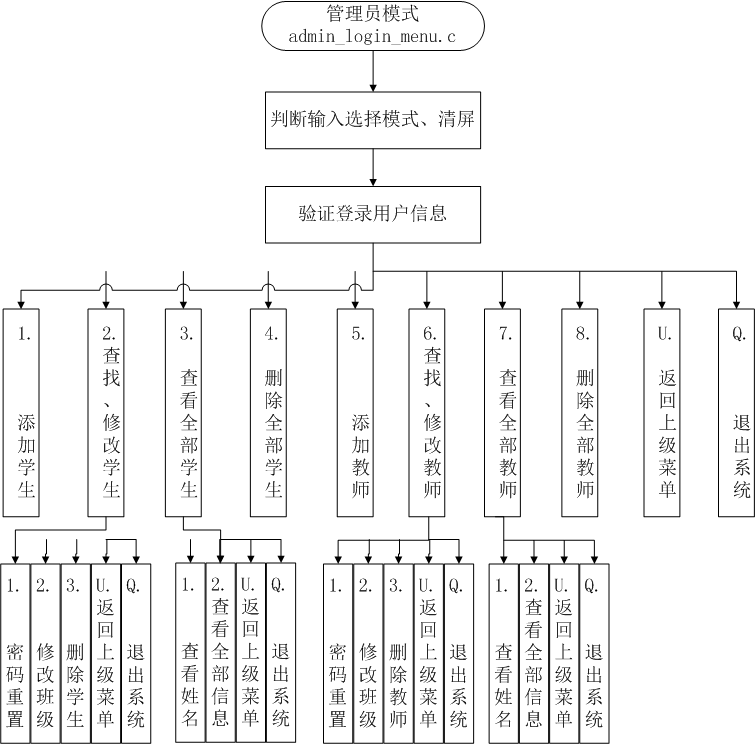 管理员模式
admin_login_menu.c
判断输入选择模式、清屏
验证登录用户信息
1. 添加学生
2. 查找、修改学生
3. 查看全部学生
4. 删除全部学生
5. 添加教师
6. 查找、修改教师
7. 查看全部教师
8. 删除全部教师
U. 返回上级菜单
Q. 退出系统
1. 密码重置
2. 修改班级
3. 删除学生
U. 返回上级菜单
Q. 退出系统
1. 查看姓名
2. 查看全部信息
U. 返回上级菜单
Q. 退出系统
1. 密码重置
2. 修改班级
3. 删除教师
U. 返回上级菜单
Q. 退出系统
1. 查看姓名
2. 查看全部信息
U. 返回上级菜单
Q. 退出系统